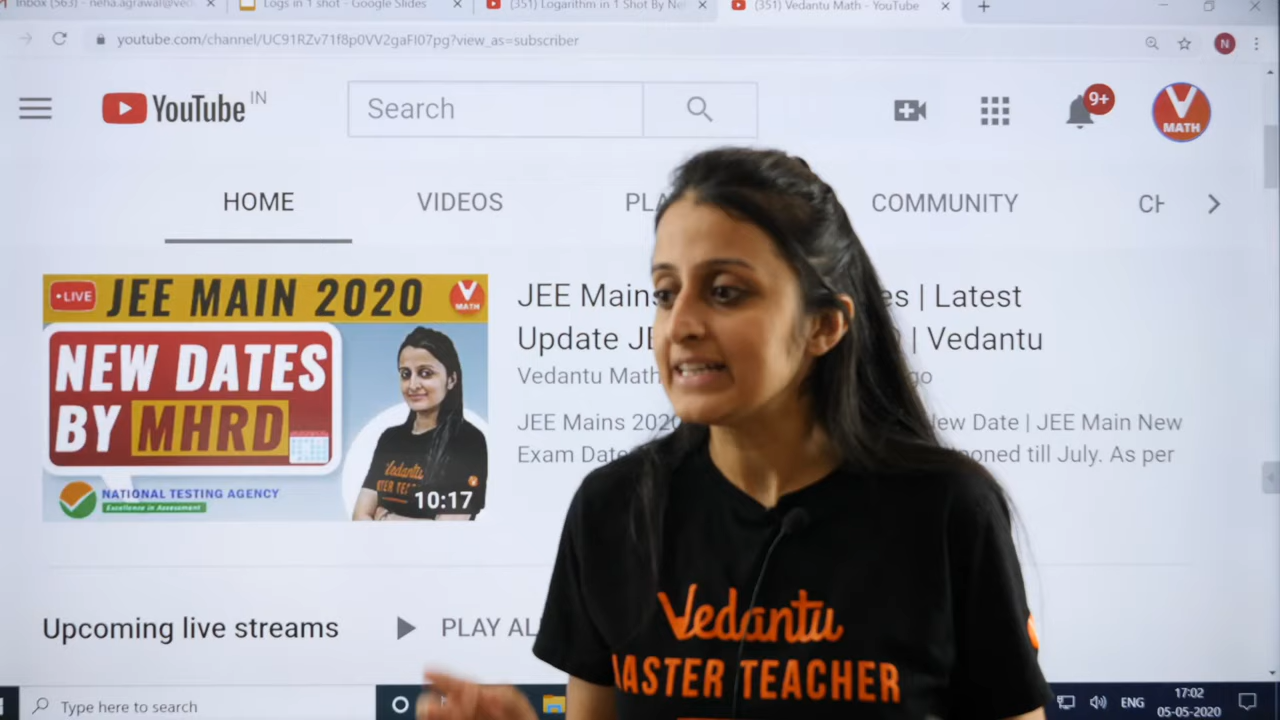 Inbox (563) - neha.agrawal@ved
Logs in 1 shot - Google Slides
(351) Logarithm in 1 Shot By Ne
(351) Vedantu Math - YouTube
youtube.com/channel/UC91RZv71f8p0VV2gaFI07pg?view_as=subscriber
N
YouTube IN
Search
9+
V MATH
HOME VIDEOS PLA COMMUNITY CH
LIVE JEE MAIN 2020 V MATH
NEW DATES
BY MHRD
NATIONAL TESTING AGENCY
Excellence in Assessment
Vedantu
10:17
JEE Mains es | Latest
Update JE | Vedantu
Vedantu Math go
JEE Mains 2020 New Date | JEE Main New
Exam Date poned till July. As per
Upcoming live streams PLAY AL
Vedantu
MASTER TEACHER
Type here to search
ENG
17:02
05-05-2020